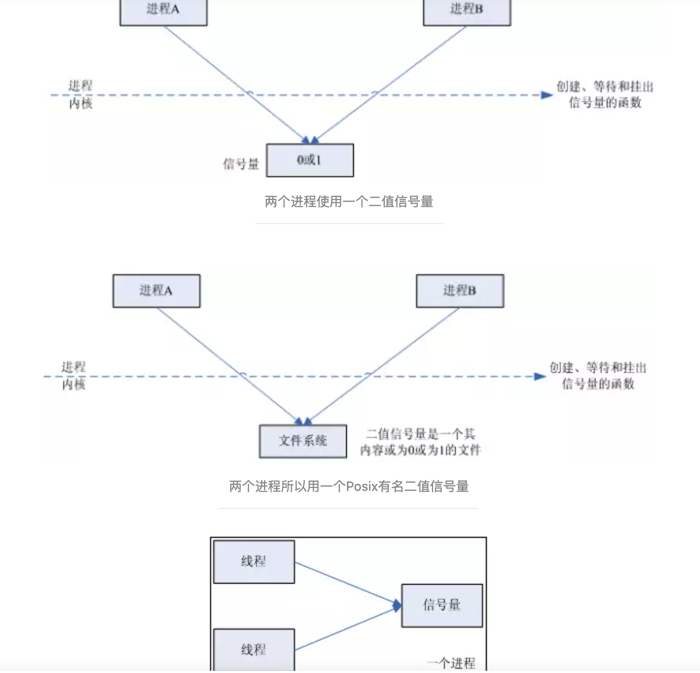 进程A
进程B
进程
内核
创建、等待和挂出
信号量的函数
信号量
0或1
两个进程使用一个二值信号量
进程A
进程B
进程
内核
创建、等待和挂出
信号量的函数
文件系统
二值信号量是一个其
内容或为0或为1的文件
两个进程所以用一个Posix有名二值信号量
线程
信号量
线程
一个进程